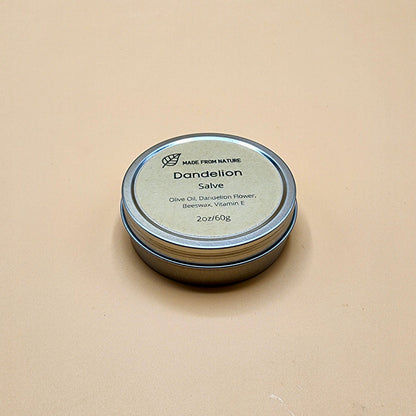 MADE FROM NATURE
Dandelion
Salve
Olive Oil, Dandelion Flower,
Beeswax, Vitamin E
2oz/60g